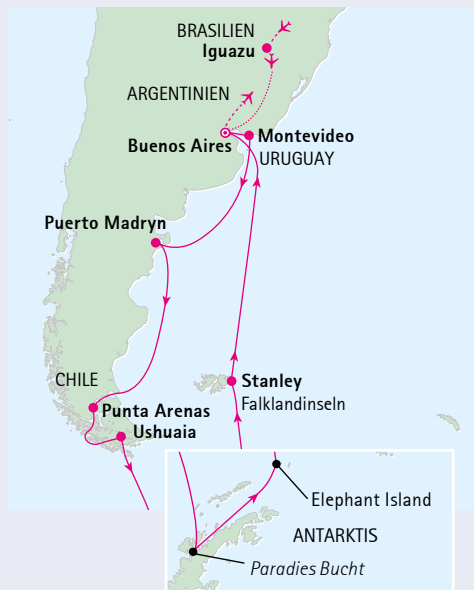 BRASILIEN
Iguazu
ARGENTINIEN
Buenos Aires
Montevideo
URUGUAY
Puerto Madryn
CHILE
Punta Arenas
Ushuaia
Stanley
Falklandinseln
Elephant Island
ANTARKTIS
Paradies Bucht